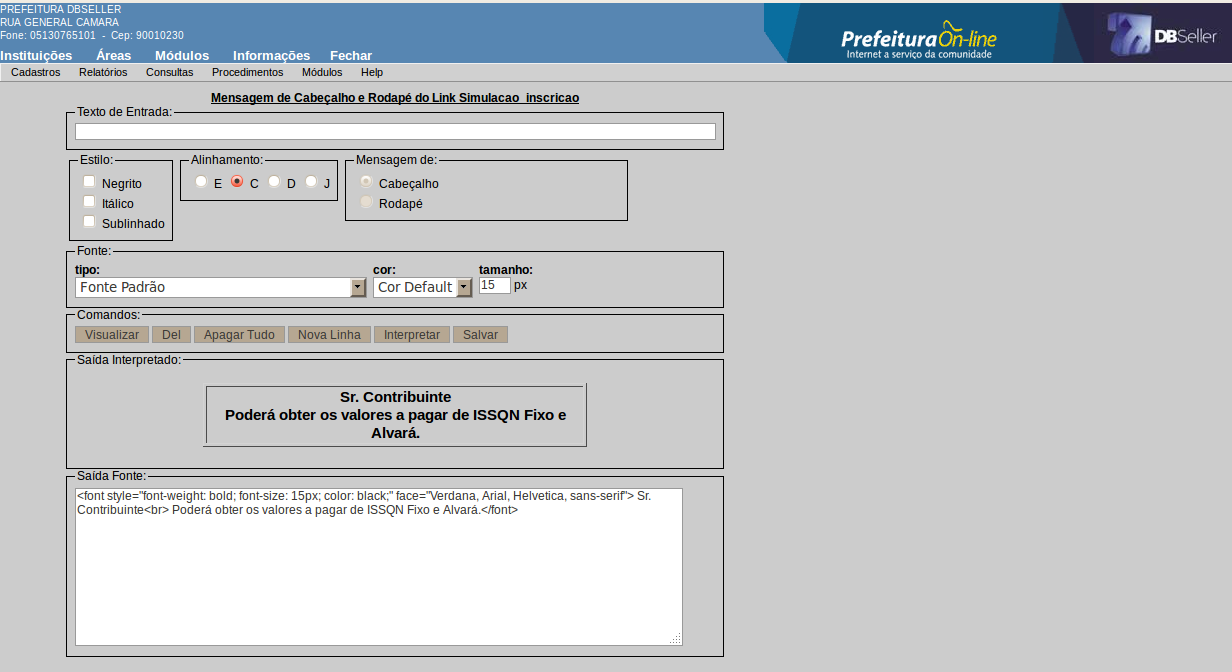 PREFEITURA DBSELLER
RUA GENERAL CAMARA
Fone: 05130765101 - Cep: 90010230
PrefeituraOn-line
Internet a serviço da comunidade
DBSeller
Instituições Áreas Módulos Informações Fechar
Cadastros Relatórios Consultas Procedimentos Módulos Help
Mensagem de Cabeçalho e Rodapé do Link Simulacao_inscricao
Texto de Entrada:
Estilo:
Negrito
Itálico
Sublinhado
Alinhamento:
E C D J
Mensagem de:
Cabeçalho
Rodapé
Fonte:
tipo: cor: tamanho:
Fonte Padrão Cor Default 15 px
Comandos:
Visualizar Del Apagar Tudo Nova Linha Interpretar Salvar
Saída Interpretado:
Sr. Contribuinte
Poderá obter os valores a pagar de ISSQN Fixo e
Alvará.
Saída Fonte:
<font style="font-weight: bold; font-size: 15px; color: black;" face="Verdana, Arial, Helvetica, sans-serif"> Sr.
Contribuinte<br> Poderá obter os valores a pagar de ISSQN Fixo e Alvará.</font>